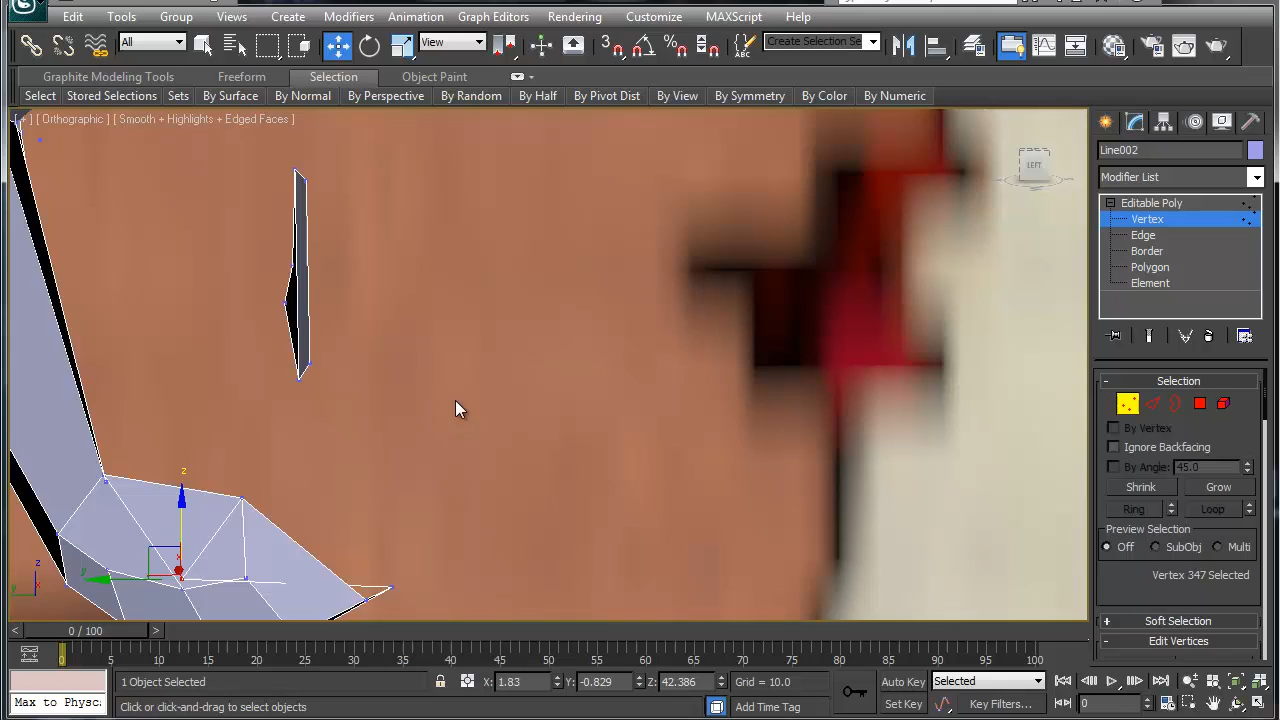 Edit Tools Group Views Create Modifiers Animation Graph Editors Rendering Customize MAXScript Help
All View Create Selection Se
3
Graphite Modeling Tools Freeform Selection Object Paint
Select Stored Selections Sets By Surface By Normal By Perspective By Random By Half By Pivot Dist By View By Symmetry By Color By Numeric
[ + ] [ Orthographic ] [ Smooth + Highlights + Edged Faces ]
LEFT
Line002
Modifier List
Editable Poly
Vertex
Edge
Border
Polygon
Element
- Selection
By Vertex
Ignore Backfacing
By Angle: 45.0
Shrink Grow
Ring Loop
Preview Selection
Off SubObj Multi
Vertex 347 Selected
+ Soft Selection
- Edit Vertices
z
x
y
z
x
y
< 0 / 100 >
0 5 10 15 20 25 30 35 40 45 50 55 60 65 70 75 80 85 90 95 100
1 Object Selected X: 1.83 Y: -0.829 Z: 42.386 Grid = 10.0 Auto Key Selected
Max to Physc. Click or click-and-drag to select objects Add Time Tag Set Key Key Filters... 0